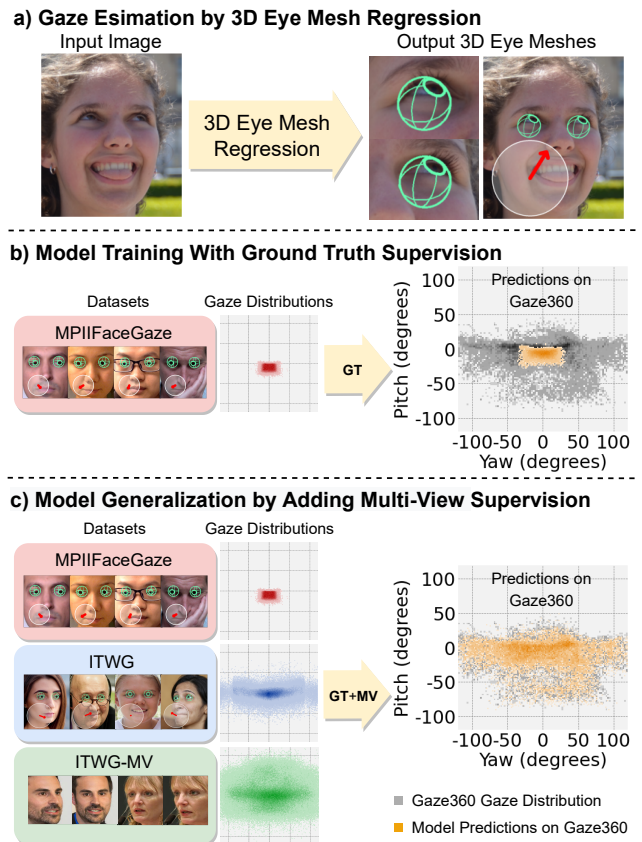 a) Gaze Esimation by 3D Eye Mesh Regression
Input Image
Output 3D Eye Meshes
3D Eye Mesh
Regression
b) Model Training With Ground Truth Supervision
Datasets
Gaze Distributions
MPIIFaceGaze
GT
Predictions on
Gaze360
Pitch (degrees)
100
50
0
-50
-100
-100 -50 0 50 100
Yaw (degrees)
c) Model Generalization by Adding Multi-View Supervision
Datasets
Gaze Distributions
MPIIFaceGaze
ITWG
ITWG-MV
GT+MV
Predictions on
Gaze360
Pitch (degrees)
100
50
0
-50
-100
-100 -50 0 50 100
Yaw (degrees)
Gaze360 Gaze Distribution
Model Predictions on Gaze360